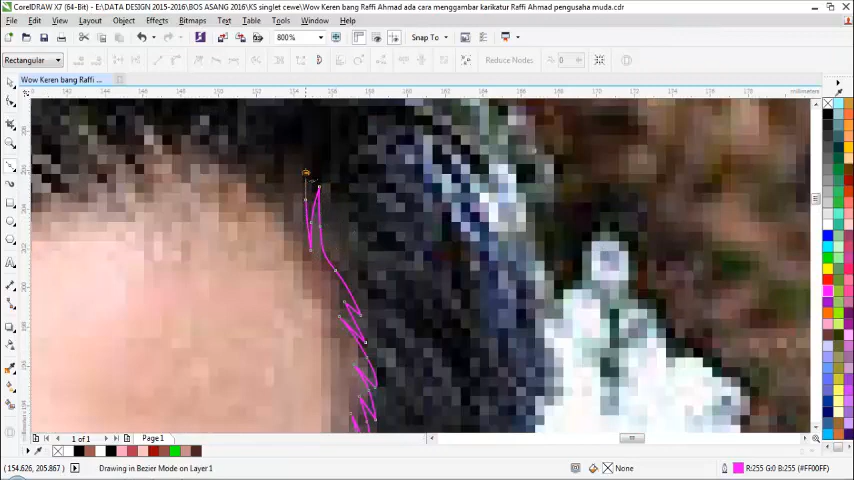 CorelDRAW X7 (64-Bit) - E:\DATA DESIGN 2015-2016\BOS ASANG 2016\KS singlet cewe\Wow Keren bang Raffi Ahmad ada cara menggambar karikatur Raffi Ahmad pengusaha muda.cdr
File Edit View Layout Object Effects Bitmaps Text Table Tools Window Help
800% Snap To
Rectangular Reduce Nodes 0
Wow Keren bang Raffi ...
millimeters
1 of 1 Page 1
(154.626, 205.867) Drawing in Bezier Mode on Layer 1 None R:255 G:0 B:255 (#FF00FF)